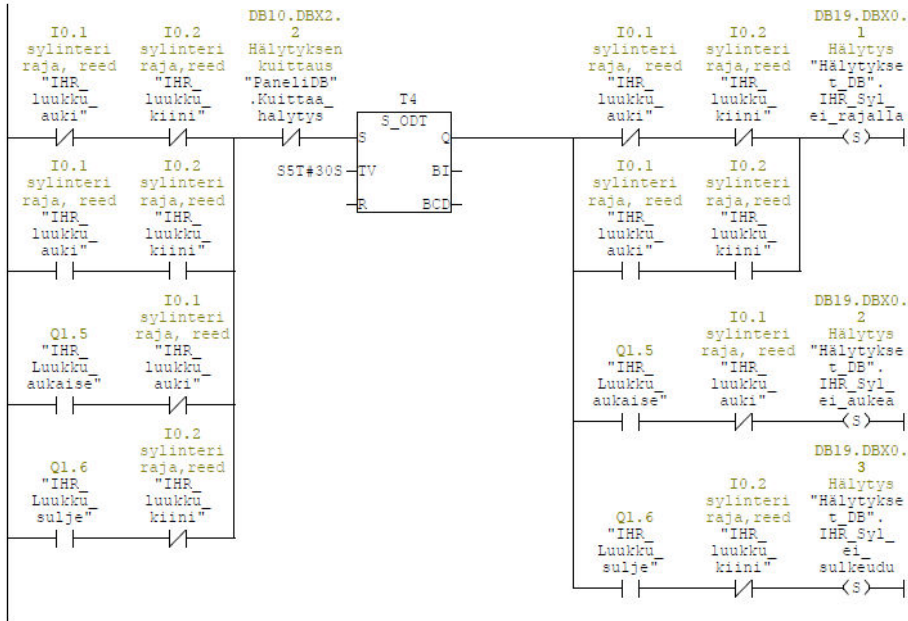 I0.1
sylinteri
raja, reed
"IHR_
luukku_
auki"
I0.2
sylinteri
raja,reed
"IHR_
luukku_
kiini"
DB10.DBX2.
2
Hälytyksen
kuittaus
"PaneliDB"
.Kuittaa_
halytys
T4
S_ODT
S
Q
S5T#30S
TV
BI
R
BCD
I0.1
sylinteri
raja, reed
"IHR_
luukku_
auki"
I0.2
sylinteri
raja,reed
"IHR_
luukku_
kiini"
DB19.DBX0.
1
Hälytys
"Hälytykse
t_DB".
IHR_Syl_
ei_rajalla
(S)
I0.1
sylinteri
raja, reed
"IHR_
luukku_
auki"
I0.2
sylinteri
raja,reed
"IHR_
luukku_
kiini"
I0.1
sylinteri
raja, reed
"IHR_
luukku_
auki"
I0.2
sylinteri
raja,reed
"IHR_
luukku_
kiini"
Q1.5
"IHR_
Luukku_
aukaise"
I0.1
sylinteri
raja, reed
"IHR_
luukku_
auki"
Q1.5
"IHR_
Luukku_
aukaise"
I0.1
sylinteri
raja, reed
"IHR_
luukku_
auki"
DB19.DBX0.
2
Hälytys
"Hälytykse
t_DB".
IHR_Syl_
ei_aukea
(S)
Q1.6
"IHR_
Luukku_
sulje"
I0.2
sylinteri
raja,reed
"IHR_
luukku_
kiini"
Q1.6
"IHR_
Luukku_
sulje"
I0.2
sylinteri
raja,reed
"IHR_
luukku_
kiini"
DB19.DBX0.
3
Hälytys
"Hälytykse
t_DB".
IHR_Syl_
ei_
sulkeudu
(S)